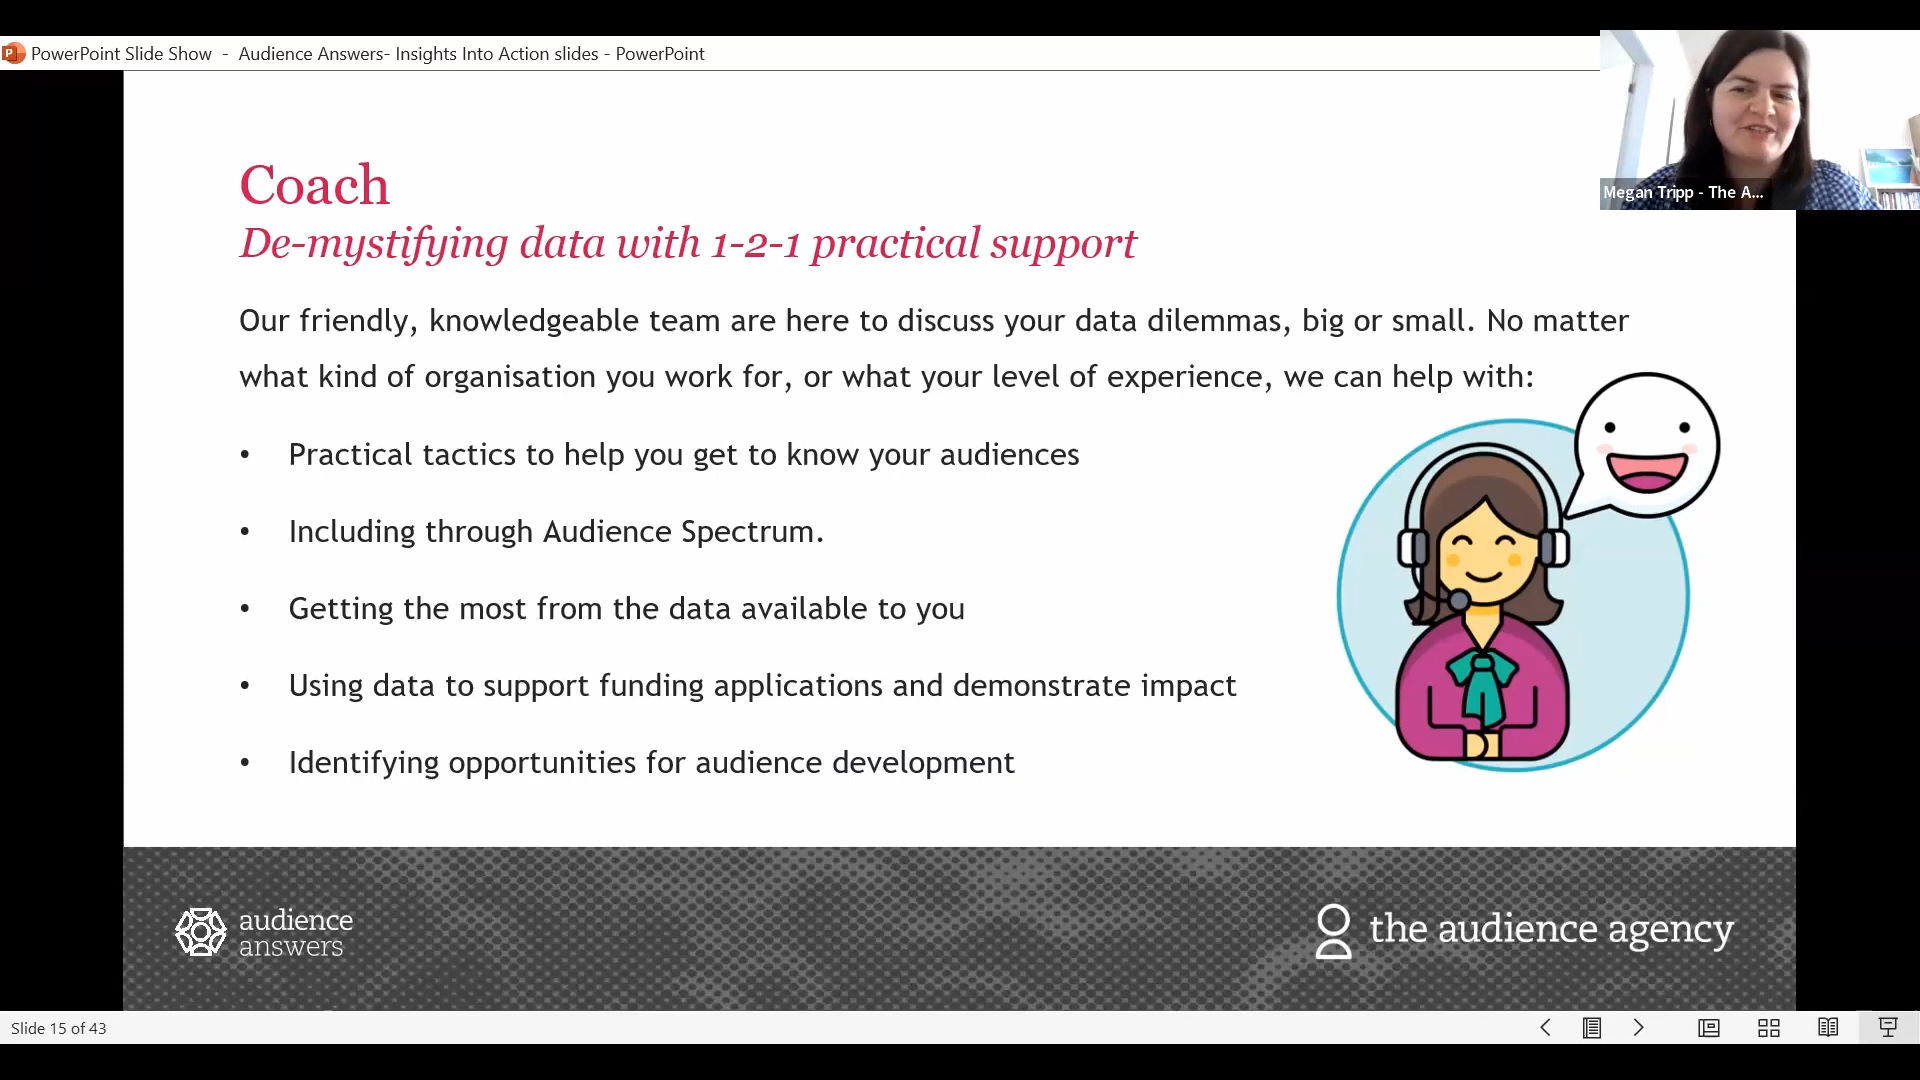 PowerPoint Slide Show - Audience Answers- Insights Into Action slides - PowerPoint
Megan Tripp - The A...
Coach
De-mystifying data with 1-2-1 practical support
Our friendly, knowledgeable team are here to discuss your data dilemmas, big or small. No matter
what kind of organisation you work for, or what your level of experience, we can help with:
• Practical tactics to help you get to know your audiences
• Including through Audience Spectrum.
• Getting the most from the data available to you
• Using data to support funding applications and demonstrate impact
• Identifying opportunities for audience development
audience
answers
the audience agency
Slide 15 of 43